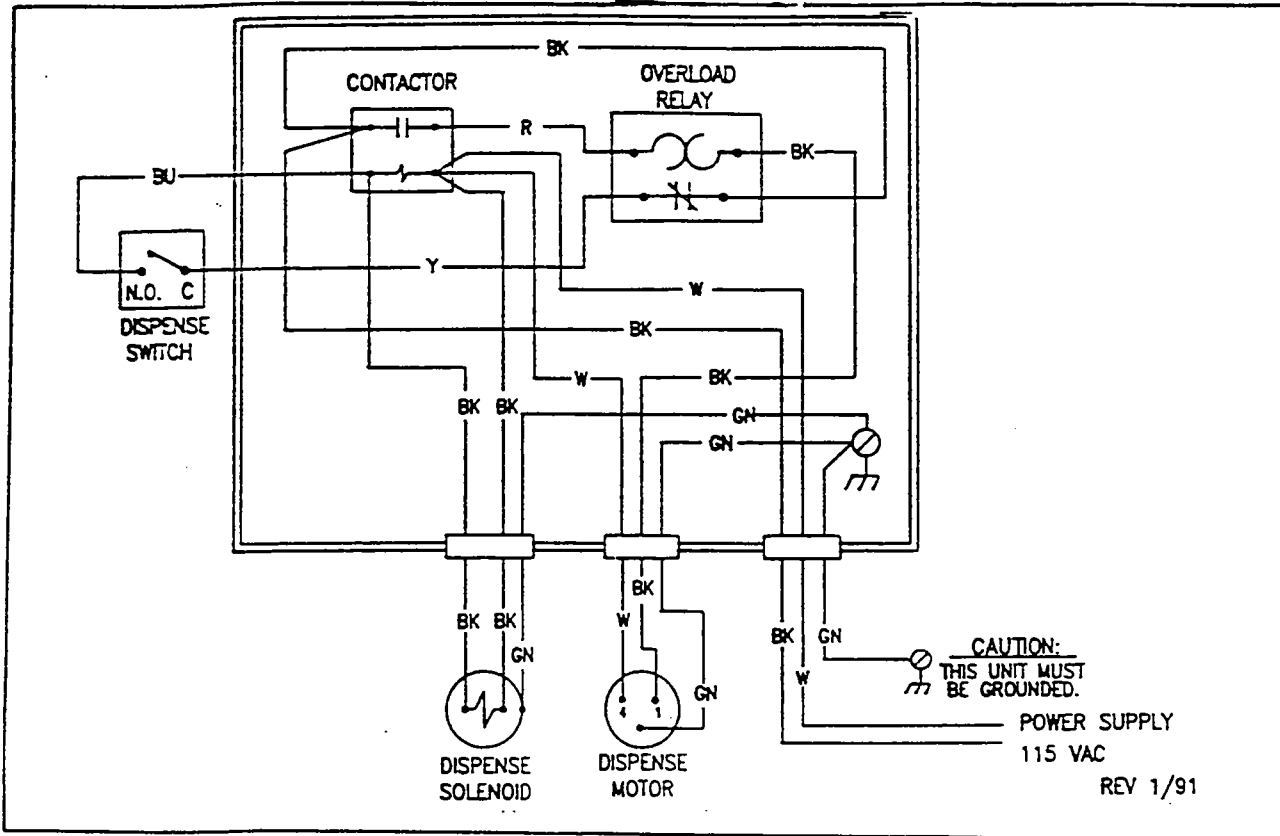 BK
CONTACTOR
OVERLOAD
RELAY
R
BK
BU
Y
N.O. C
DISPENSE
SWITCH
W
BK
W
BK
BK BK
GN
GN
BK
BK BK
W
GN
GN
BK GN
W
CAUTION:
THIS UNIT MUST
BE GROUNDED.
4 1
POWER SUPPLY
115 VAC
DISPENSE
SOLENOID
DISPENSE
MOTOR
REV 1/91